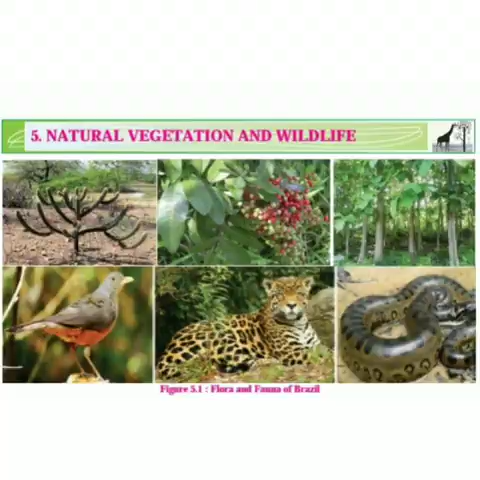 5. NATURAL VEGETATION AND WILDLIFE
Figure 5.1 : Flora and Fauna of Brazil